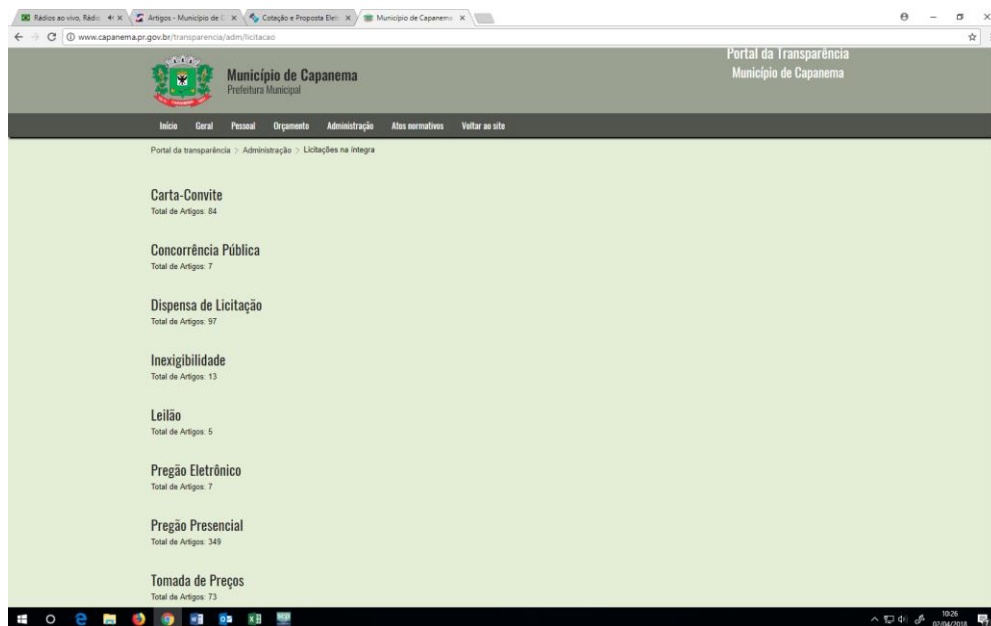 Rádios ao vivo, Rádio
Artigos - Município de C
Cotação e Proposta Elet
Município de Capanema
www.capanema.pr.gov.br/transparencia/adm/licitacao
Portal da Transparência
Município de Capanema
Município de Capanema
Prefeitura Municipal
Início Geral Pessoal Orçamento Administração Atos normativos Voltar ao site
Portal da transparência > Administração > Licitações na íntegra
Carta-Convite
Total de Artigos: 84
Concorrência Pública
Total de Artigos: 7
Dispensa de Licitação
Total de Artigos: 97
Inexigibilidade
Total de Artigos: 13
Leilão
Total de Artigos: 5
Pregão Eletrônico
Total de Artigos: 7
Pregão Presencial
Total de Artigos: 349
Tomada de Preços
Total de Artigos: 73
10:26
02/04/2018